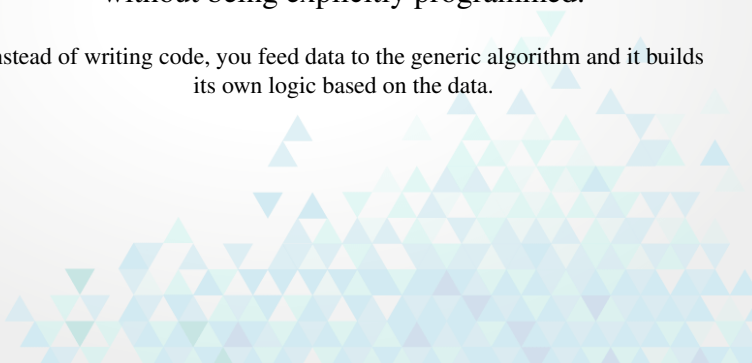 without being explicitly programmed.
nstead of writing code, you feed data to the generic algorithm and it builds
its own logic based on the data.